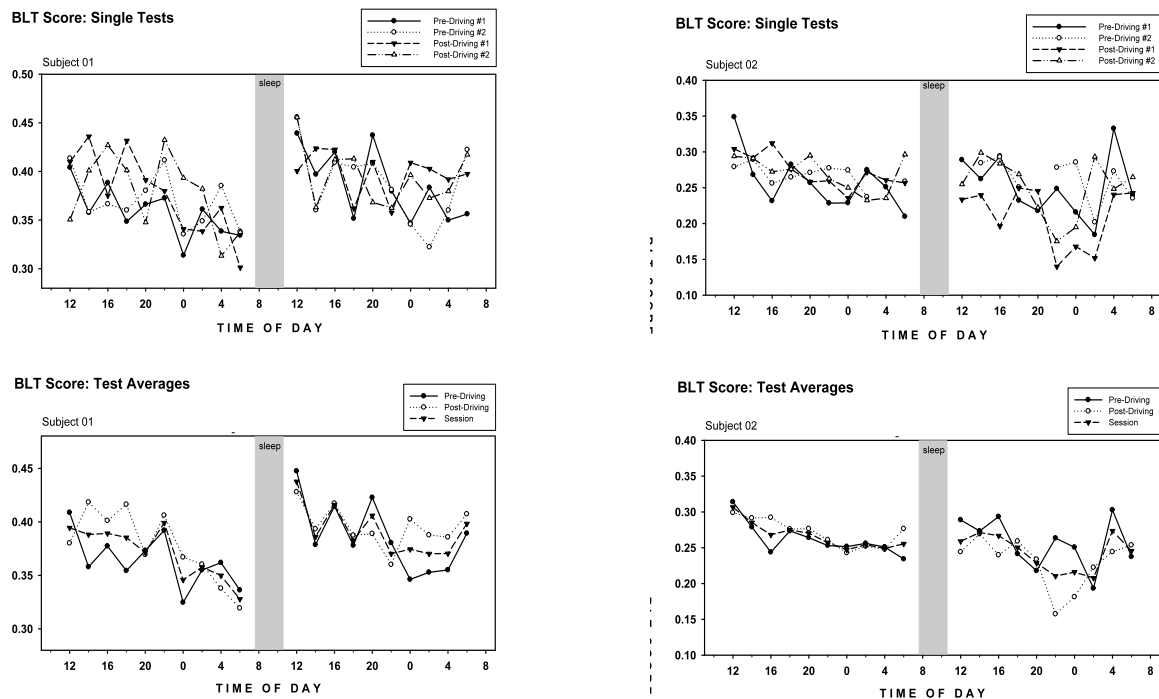 BLT Score: Single Tests
Pre-Driving #1
Pre-Driving #2
Post-Driving #1
Post-Driving #2
Subject 01
sleep
0.50
0.45
0.40
0.35
0.30
12 16 20 0 4 8 12 16 20 0 4 8
TIME OF DAY
BLT Score: Single Tests
Pre-Driving #1
Pre-Driving #2
Post-Driving #1
Post-Driving #2
Subject 02
sleep
0.40
0.35
0.30
0.25
0.20
0.15
0.10
12 16 20 0 4 8 12 16 20 0 4 8
TIME OF DAY
BLT Score: Test Averages
Pre-Driving
Post-Driving
Session
Subject 01
sleep
0.45
0.40
0.35
0.30
12 16 20 0 4 8 12 16 20 0 4 8
TIME OF DAY
BLT Score: Test Averages
Pre-Driving
Post-Driving
Session
Subject 02
sleep
0.40
0.35
0.30
0.25
0.20
0.15
0.10
12 16 20 0 4 8 12 16 20 0 4 8
TIME OF DAY